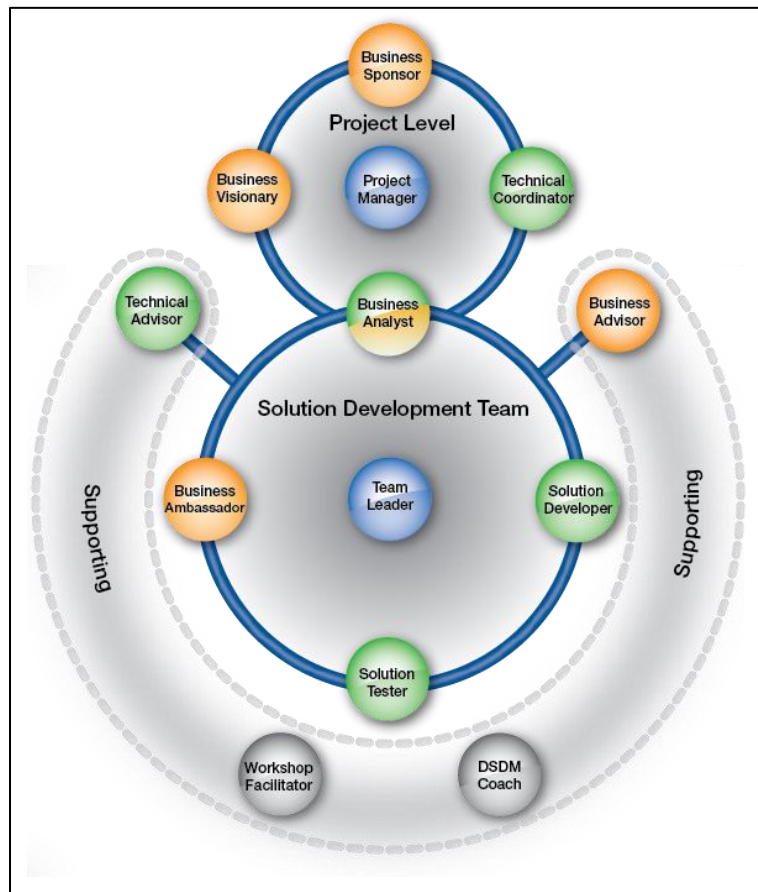 Business
Sponsor
Project Level
Business
Visionary
Project
Manager
Technical
Coordinator
Technical
Advisor
Business
Analyst
Business
Advisor
Solution Development Team
Business
Ambassador
Team
Leader
Solution
Developer
Supporting
Supporting
Solution
Tester
Workshop
Facilitator
DSDM
Coach